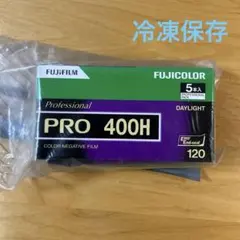 冷凍保存
FUJIFILM
FUJICOLOR
5本入
Professional
DAYLIGHT
PRO 400H
COLOR NEGATIVE FILM
120